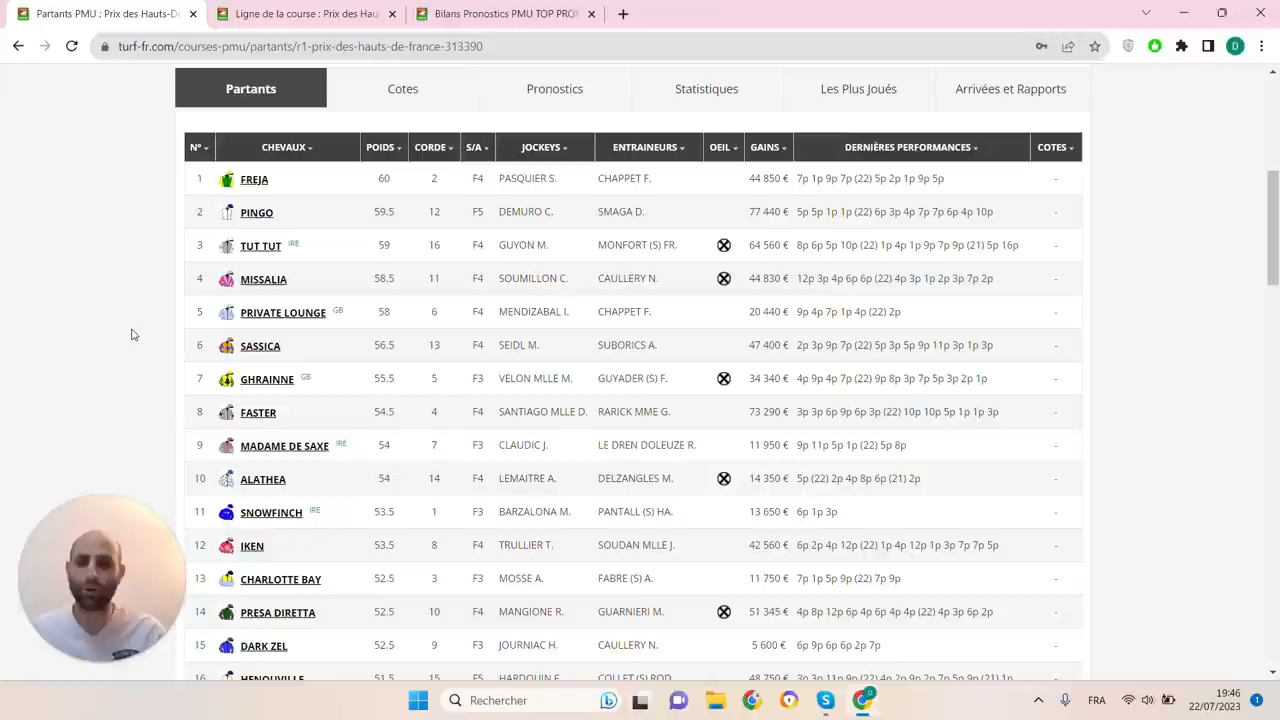 Partants PMU : Prix des Hauts-De
Ligne de la course : Prix des Hau
Bilans Pronostics PMU TOP PRO
turf-fr.com/courses-pmu/partants/r1-prix-des-hauts-de-france-313390
Partants Cotes Pronostics Statistiques Les Plus Joués Arrivées et Rapports
N° CHEVAUX POIDS CORDE S/A JOCKEYS ENTRAINEURS OEIL GAINS DERNIÈRES PERFORMANCES COTES
1 FREJA 60 2 F4 PASQUIER S. CHAPPET F. 44 850 € 7p 1p 9p 7p (22) 5p 2p 1p 9p 5p -
2 PINGO 59.5 12 F5 DEMURO C. SMAGA D. 77 440 € 5p 5p 1p 1p (22) 6p 3p 4p 7p 7p 6p 4p 10p -
3 TUT TUT IRE 59 16 F4 GUYON M. MONFORT (S) FR. 64 560 € 8p 6p 5p 10p (22) 1p 4p 1p 9p 7p 9p (21) 5p 16p -
4 MISSALIA 58.5 11 F4 SOUMILLON C. CAULLERY N. 44 830 € 12p 3p 4p 6p 6p (22) 4p 3p 1p 2p 3p 7p 2p -
5 PRIVATE LOUNGE GB 58 6 F4 MENDIZABAL I. CHAPPET F. 20 440 € 9p 4p 7p 1p 4p (22) 2p -
6 SASSICA 56.5 13 F4 SEIDL M. SUBORICS A. 47 400 € 2p 3p 9p 7p (22) 5p 3p 5p 9p 11p 3p 1p 3p -
7 GHRAINNE GB 55.5 5 F3 VELON MLLE M. GUYADER (S) F. 34 340 € 4p 9p 4p 7p (22) 9p 8p 3p 7p 5p 3p 2p 1p -
8 FASTER 54.5 4 F4 SANTIAGO MLLE D. RARICK MME G. 73 290 € 3p 3p 6p 9p 6p 3p (22) 10p 10p 5p 1p 1p 3p -
9 MADAME DE SAXE IRE 54 7 F3 CLAUDIC J. LE DREN DOLEUZE R. 11 950 € 9p 11p 5p 1p (22) 5p 8p -
10 ALATHEA 54 14 F4 LEMAITRE A. DELZANGLES M. 14 350 € 5p (22) 2p 4p 8p 6p (21) 2p -
11 SNOWFINCH IRE 53.5 1 F3 BARZALONA M. PANTALL (S) HA. 13 650 € 6p 1p 3p -
12 IKEN 53.5 8 F4 TRULLIER T. SOUDAN MLLE J. 42 560 € 6p 2p 4p 12p (22) 1p 4p 12p 1p 3p 7p 7p 5p -
13 CHARLOTTE BAY 52.5 3 F3 MOSSE A. FABRE (S) A. 11 750 € 7p 1p 5p 9p (22) 7p 9p -
14 PRESA DIRETTA 52.5 10 F4 MANGIONE R. GUARNIERI M. 51 345 € 4p 8p 12p 6p 4p 6p 4p 4p (22) 4p 3p 6p 2p -
15 DARK ZEL 52.5 9 F3 JOURNIAC H. CAULLERY N. 5 600 € 6p 9p 6p 6p 2p 7p -
16 HENOUVILLE 51.5 15 F5 HARDOUIN E. COLLET (S) ROD. 48 750 €
Rechercher FRA 19:46
22/07/2023